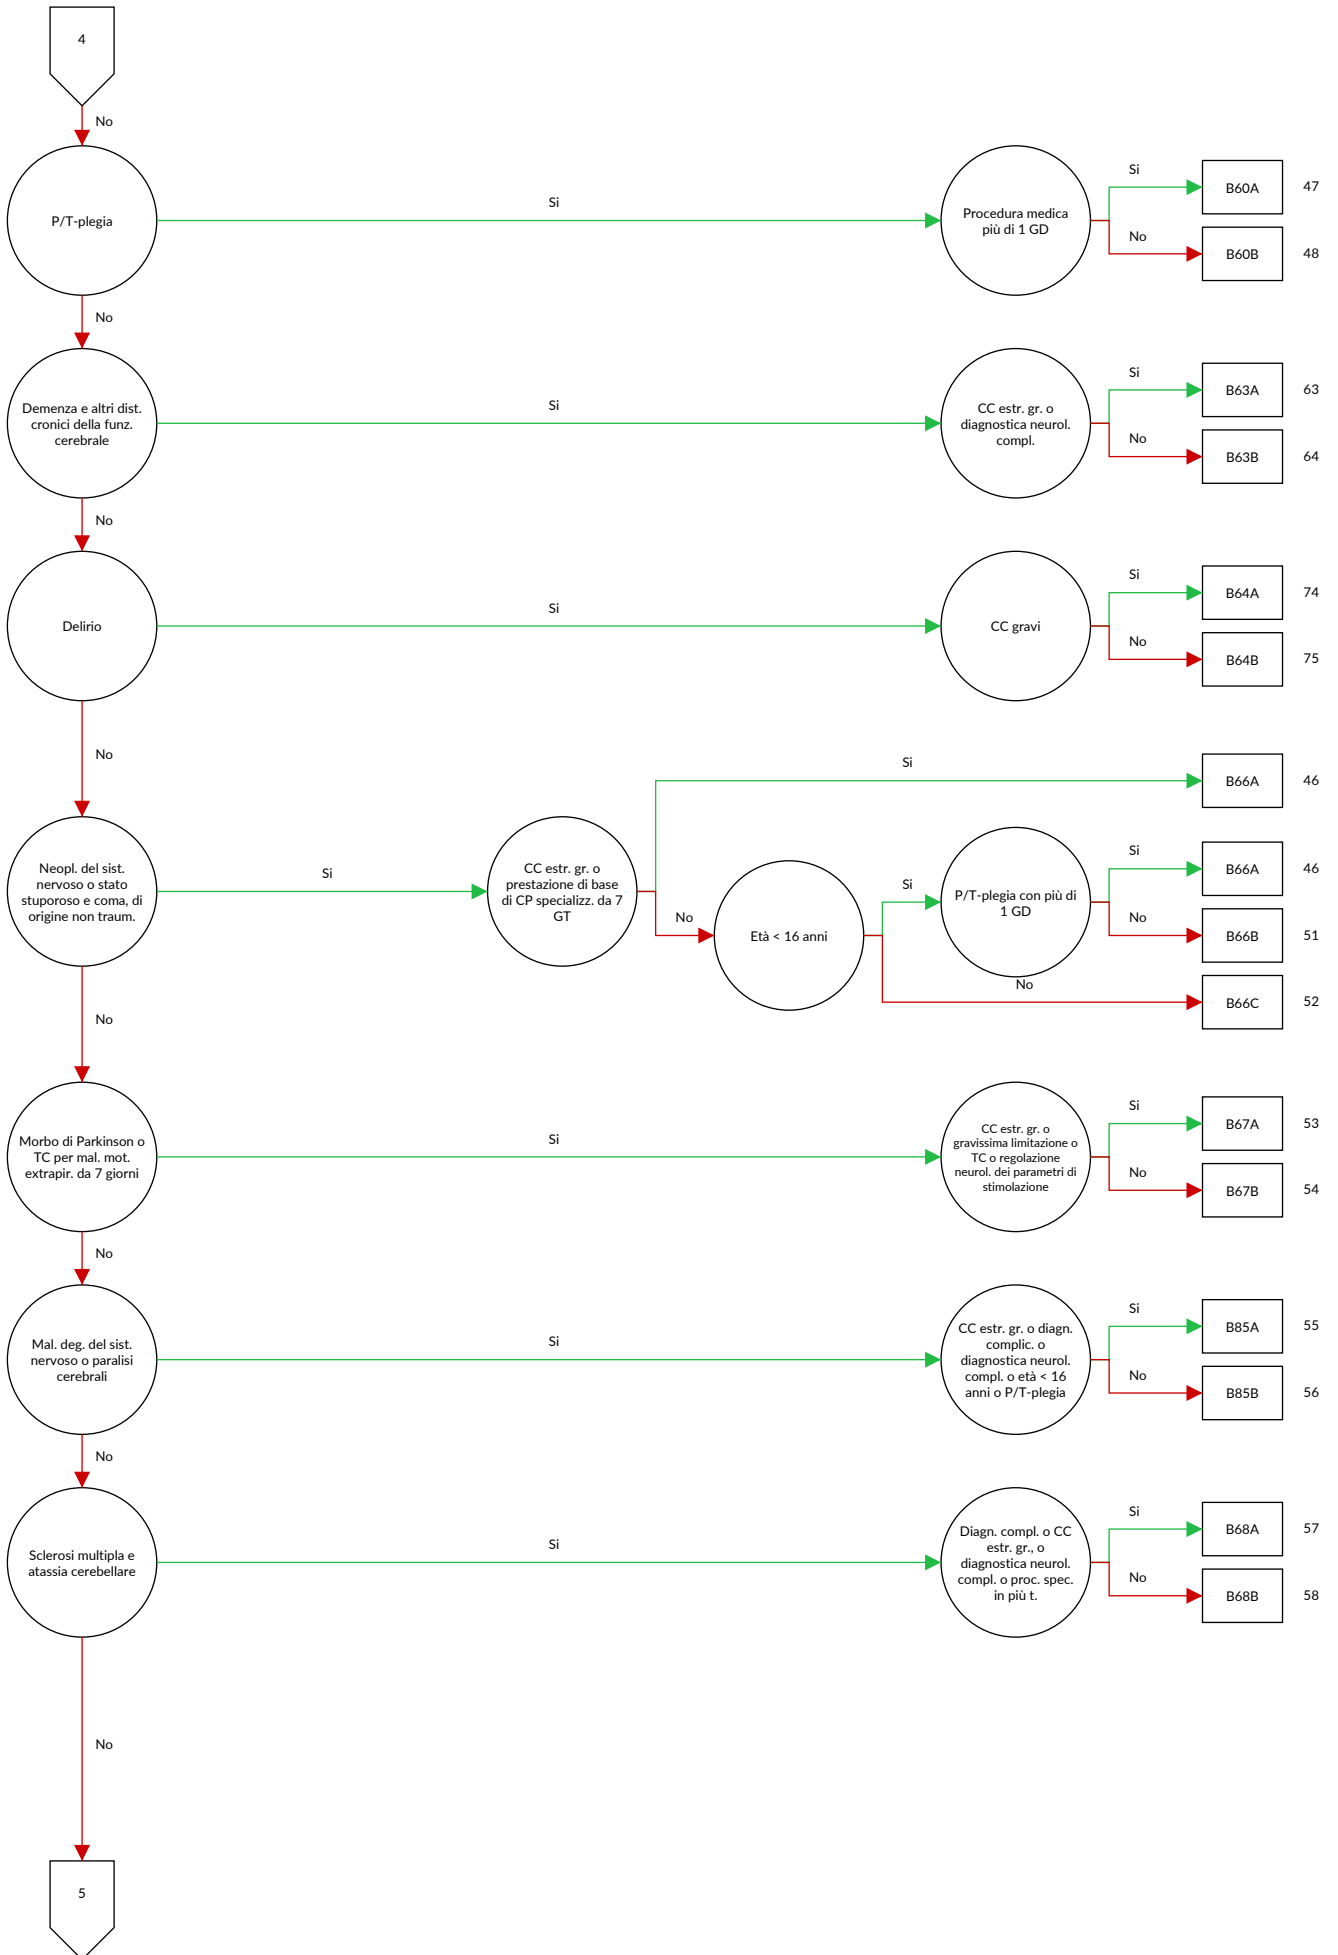 4
No
P/T-plegia
Si
Procedura medica
più di 1 GD
Si
B60A
47
No
B60B
48
No
Demenza e altri dist.
cronici della funz.
cerebrale
Si
CC estr. gr. o
diagnostica neurol.
compl.
Si
B63A
63
No
B63B
64
No
Delirio
Si
CC gravi
Si
B64A
74
No
B64B
75
No
Neopl. del sist.
nervoso o stato
stuporoso e coma, di
origine non traum.
Si
CC estr. gr. o
prestazione di base
di CP specializz. da 7
GT
Si
B66A
46
No
Età < 16 anni
Si
P/T-plegia con più di
1 GD
Si
B66A
46
No
B66B
51
No
B66C
52
No
Morbo di Parkinson o
TC per mal. mot.
extrapir. da 7 giorni
Si
CC estr. gr. o
gravissima limitazione o
TC o regolazione
neurol. dei parametri di
stimolazione
Si
B67A
53
No
B67B
54
No
Mal. deg. del sist.
nervoso o paralisi
cerebrali
Si
CC estr. gr. o diagn.
complic. o
diagnostica neurol.
compl. o età < 16
anni o P/T-plegia
Si
B85A
55
No
B85B
56
No
Sclerosi multipla e
atassia cerebellare
Si
Diagn. compl. o CC
estr. gr., o
diagnostica neurol.
compl. o proc. spec.
in più t.
Si
B68A
57
No
B68B
58
No
5